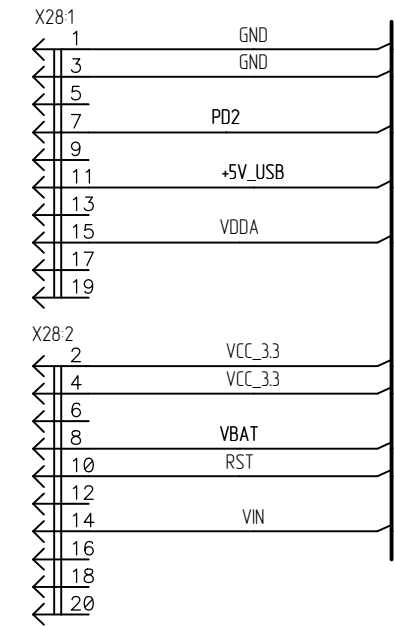 X28:1
1 GND
3 GND
5
7 PD2
9
11 +5V_USB
13
15 VDDA
17
19
X28:2
2 VCC_3.3
4 VCC_3.3
6
8 VBAT
10 RST
12
14 VIN
16
18
20